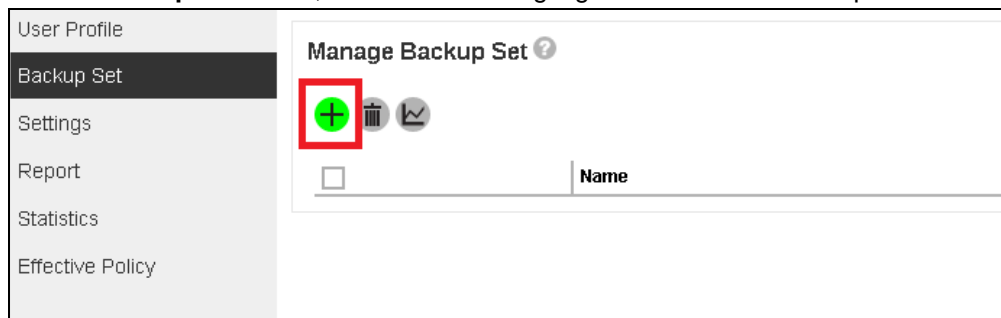 User Profile
Backup Set
Settings
Report
Statistics
Effective Policy
Manage Backup Set
Name